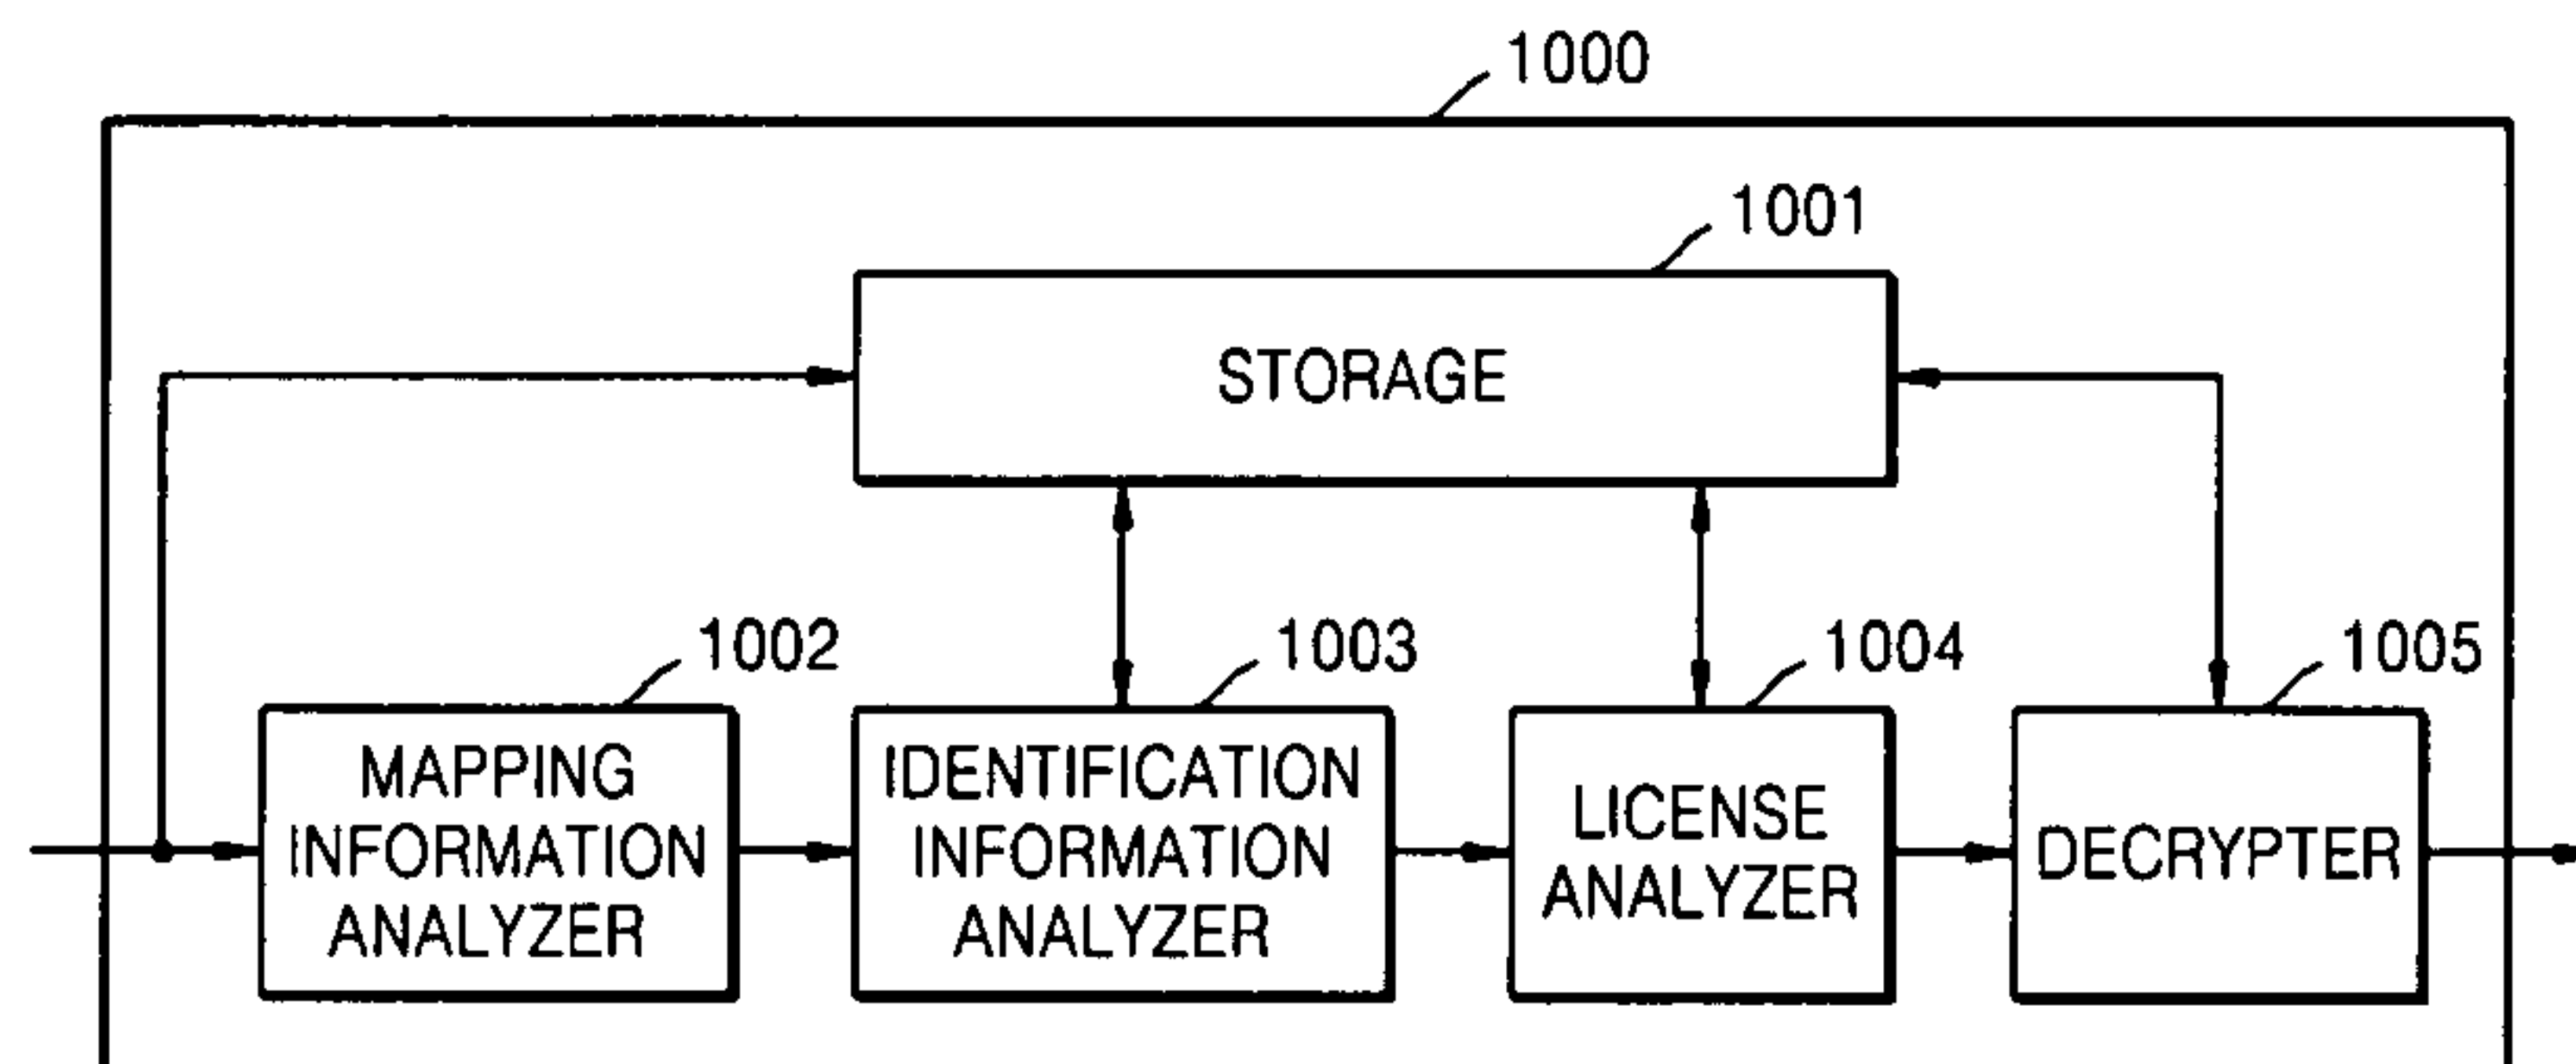 1000
1001
STORAGE
1002
1003
1004
1005
MAPPING
INFORMATION
ANALYZER
IDENTIFICATION
INFORMATION
ANALYZER
LICENSE
ANALYZER
DECRYPTER